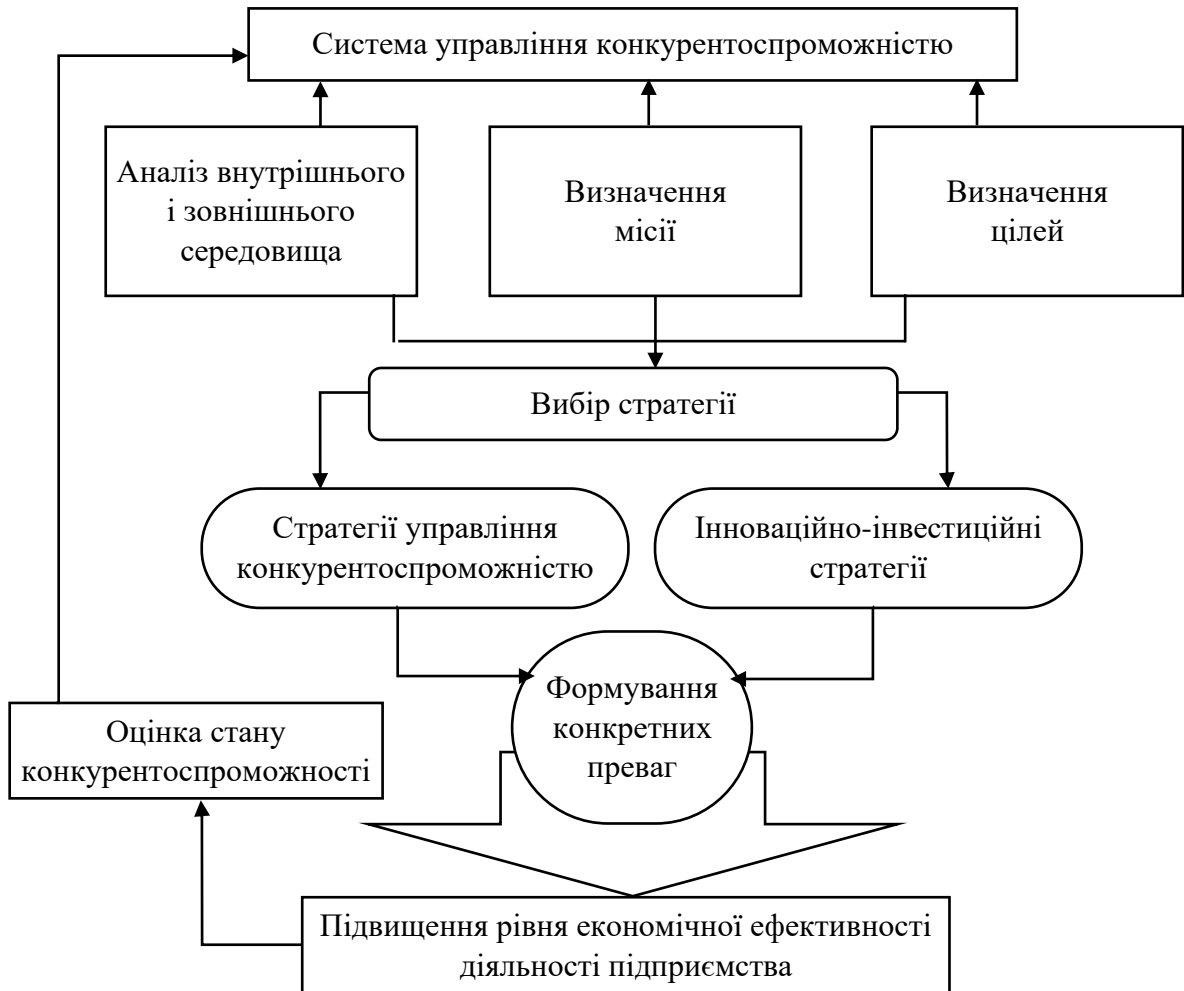 Система управління конкурентоспроможністю
Аналіз внутрішнього
і зовнішнього
середовища
Визначення
місії
Визначення
цілей
Вибір стратегії
Стратегії управління
конкурентоспроможністю
Інноваційно-інвестиційні
стратегії
Формування
конкретних
преваг
Оцінка стану
конкурентоспроможності
Підвищення рівня економічної ефективності
діяльності підприємства